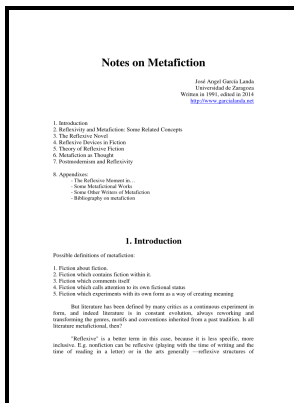 Notes on Metafiction
José Angel García Landa
Universidad de Zaragoza
Written in 1991, edited in 2014
http://www.garcialanda.net
1. Introduction
2. Reflexivity and Metafiction: Some Related Concepts
3. The Reflexive Novel
4. Reflexive Devices in Fiction
5. Theory of Reflexive Fiction
6. Metafiction as Thought
7. Postmodernism and Reflexivity
8. Appendixes:
- The Reflexive Moment in...
- Some Metafictional Works
- Some Other Writers of Metafiction
- Bibliography on metafiction
1. Introduction
Possible definitions of metafiction:
1. Fiction about fiction.
2. Fiction which contains fiction within it.
3. Fiction which comments itself
4. Fiction which calls attention to its own fictional status
5. Fiction which experiments with its own form as a way of creating meaning
But literature has been defined by many critics as a continuous experiment in
form, and indeed literature is in constant evolution, always reworking and
transforming the genres, motifs and conventions inherited from a past tradition. Is all
literature metafictional, then?
"Reflexive" is a better term in this case, because it is less specific, more
inclusive. E.g. nonfiction can be reflexive (playing with the time of writing and the
time of reading in a letter) or in the arts generally —reflexive structures of